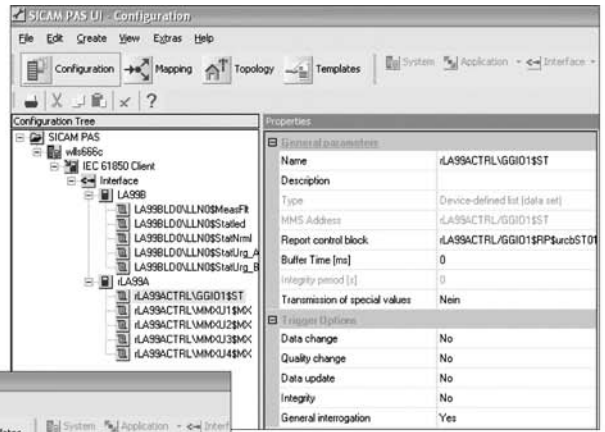 SICAM PAS UI - Configuration
File Edit Create View Extras Help
Configuration Mapping Topology Templates System Application Interface
Configuration Tree
SICAM PAS
wlls666c
IEC 61850 Client
Interface
LA99B
LA99BLD0\LLN0$MeasFlt
LA99BLD0\LLN0$StatIed
LA99BLD0\LLN0$StatNrml
LA99BLD0\LLN0$StatUrg_A
LA99BLD0\LLN0$StatUrg_B
rLA99A
rLA99ACTRL\GGIO1$ST
rLA99ACTRL\MMXU1$MX
rLA99ACTRL\MMXU2$MX
rLA99ACTRL\MMXU3$MX
rLA99ACTRL\MMXU4$MX
Properties
General parameters
Name rLA99ACTRL\GGIO1$ST
Description
Type Device-defined list (data set)
MMS Address rLA99ACTRL/GGIO1$ST
Report control block rLA99ACTRL/GGIO1$RP$urcbST01
Buffer Time [ms] 0
Integrity period [s] 0
Transmission of special values Nein
Trigger Options
Data change No
Quality change No
Data update No
Integrity No
General interrogation Yes
System Application Interf